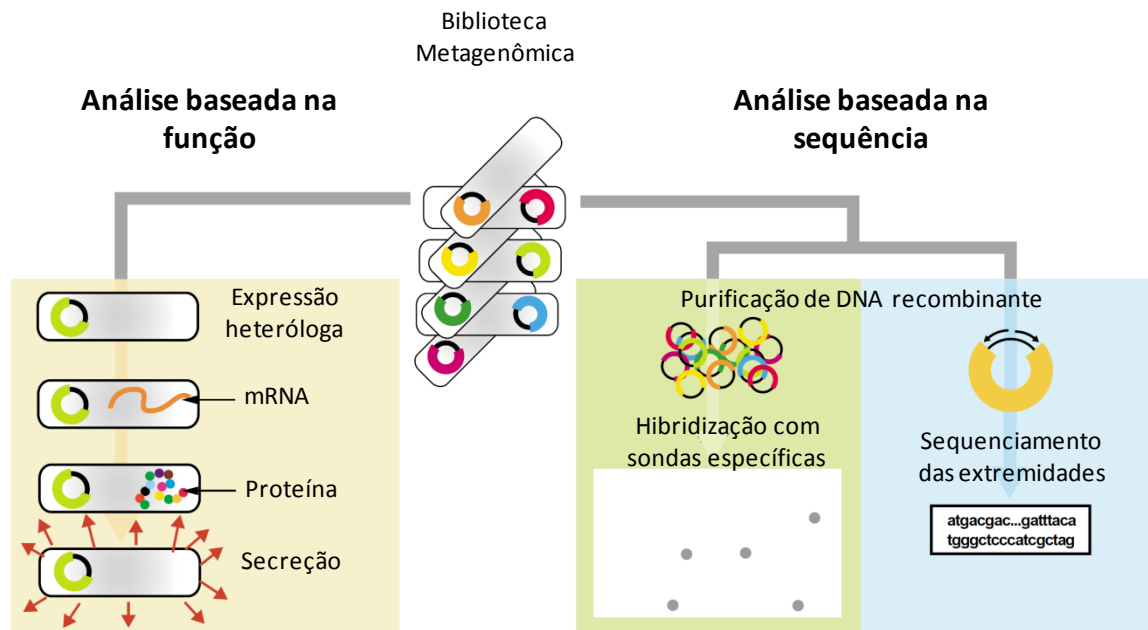 Biblioteca
Metagenômica
Análise baseada na
função
Análise baseada na
sequência
Expressão
heteróloga
mRNA
Proteína
Secreção
Purificação de DNA recombinante
Hibridização com
sondas específicas
Sequenciamento
das extremidades
atgacgac...gatttaca
tgggctcccatcgctag